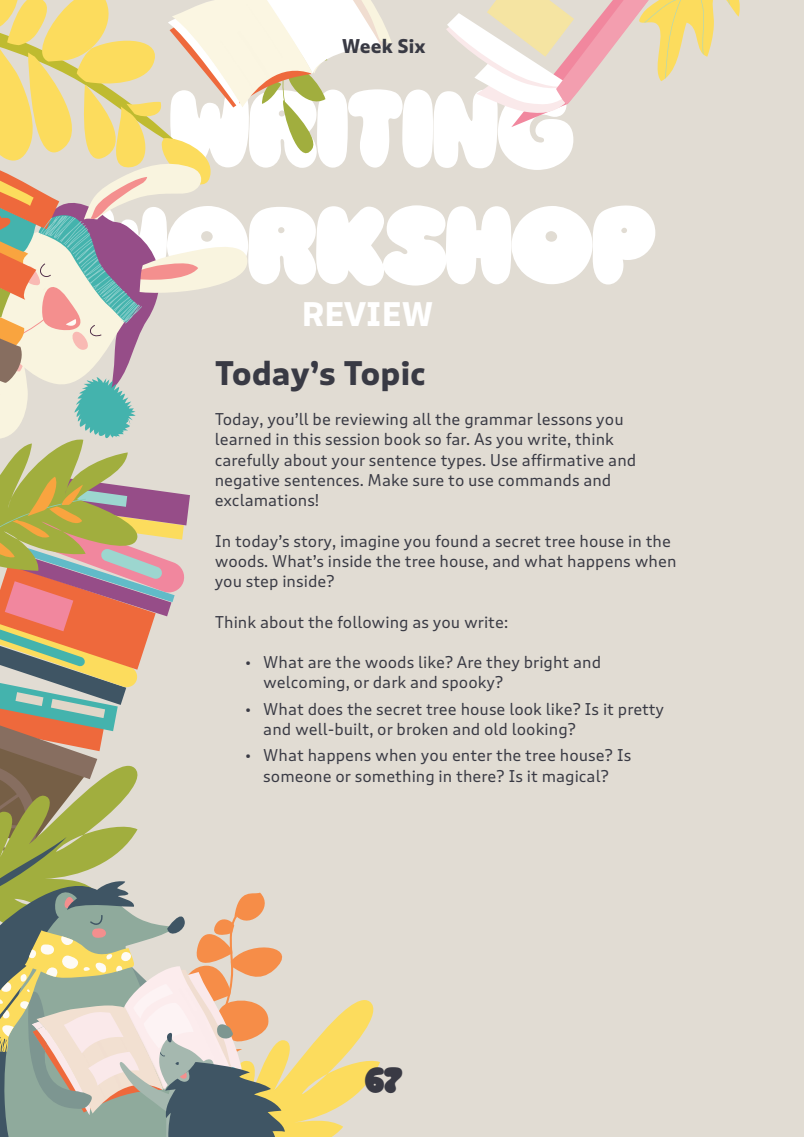 Week Six
WRITING
WORKSHOP
REVIEW
Today's Topic
Today, you'll be reviewing all the grammar lessons you
learned in this session book so far. As you write, think
carefully about your sentence types. Use affirmative and
negative sentences. Make sure to use commands and
exclamations!
In today's story, imagine you found a secret tree house in the
woods. What's inside the tree house, and what happens when
you step inside?
Think about the following as you write:
• What are the woods like? Are they bright and
welcoming, or dark and spooky?
• What does the secret tree house look like? Is it pretty
and well-built, or broken and old looking?
• What happens when you enter the tree house? Is
someone or something in there? Is it magical?
67